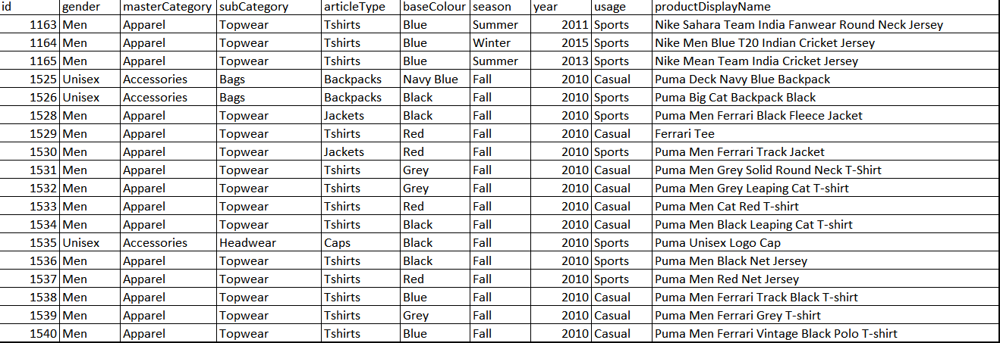 id gender masterCategory subCategory articleType baseColour season year usage productDisplayName
1163 Men Apparel Topwear Tshirts Blue Summer 2011 Sports Nike Sahara Team India Fanwear Round Neck Jersey
1164 Men Apparel Topwear Tshirts Blue Winter 2015 Sports Nike Men Blue T20 Indian Cricket Jersey
1165 Men Apparel Topwear Tshirts Blue Summer 2013 Sports Nike Mean Team India Cricket Jersey
1525 Unisex Accessories Bags Backpacks Navy Blue Fall 2010 Casual Puma Deck Navy Blue Backpack
1526 Unisex Accessories Bags Backpacks Black Fall 2010 Sports Puma Big Cat Backpack Black
1528 Men Apparel Topwear Jackets Black Fall 2010 Sports Puma Men Ferrari Black Fleece Jacket
1529 Men Apparel Topwear Tshirts Red Fall 2010 Casual Ferrari Tee
1530 Men Apparel Topwear Jackets Red Fall 2010 Sports Puma Men Ferrari Track Jacket
1531 Men Apparel Topwear Tshirts Grey Fall 2010 Casual Puma Men Grey Solid Round Neck T-Shirt
1532 Men Apparel Topwear Tshirts Grey Fall 2010 Casual Puma Men Grey Leaping Cat T-shirt
1533 Men Apparel Topwear Tshirts Red Fall 2010 Casual Puma Men Cat Red T-shirt
1534 Men Apparel Topwear Tshirts Black Fall 2010 Casual Puma Men Black Leaping Cat T-shirt
1535 Unisex Accessories Headwear Caps Black Fall 2010 Sports Puma Unisex Logo Cap
1536 Men Apparel Topwear Tshirts Black Fall 2010 Sports Puma Men Black Net Jersey
1537 Men Apparel Topwear Tshirts Red Fall 2010 Sports Puma Men Red Net Jersey
1538 Men Apparel Topwear Tshirts Blue Fall 2010 Casual Puma Men Ferrari Track Black T-shirt
1539 Men Apparel Topwear Tshirts Grey Fall 2010 Casual Puma Men Ferrari Grey T-shirt
1540 Men Apparel Topwear Tshirts Blue Fall 2010 Casual Puma Men Ferrari Vintage Black Polo T-shirt